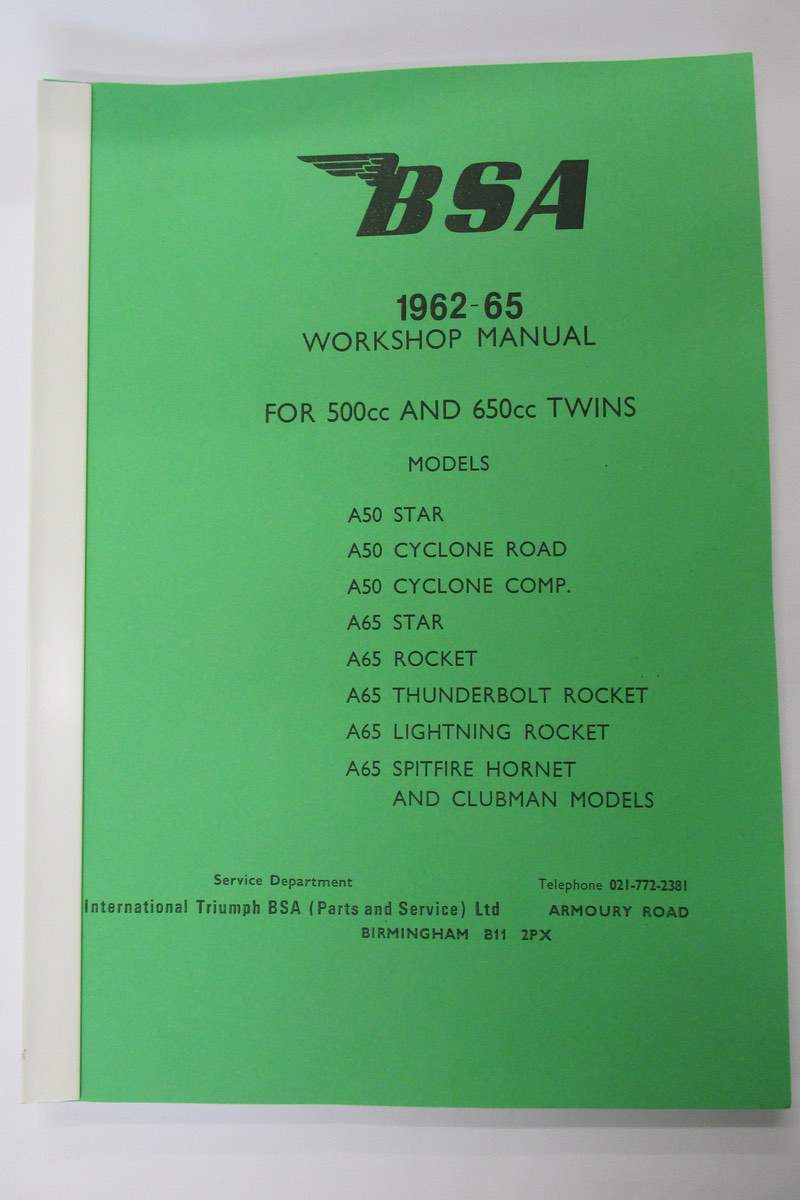 BSA
1962-65
WORKSHOP MANUAL
FOR 500cc AND 650cc TWINS
MODELS
A50 STAR
A50 CYCLONE ROAD
A50 CYCLONE COMP.
A65 STAR
A65 ROCKET
A65 THUNDERBOLT ROCKET
A65 LIGHTNING ROCKET
A65 SPITFIRE HORNET
AND CLUBMAN MODELS
Service Department Telephone 021-772-2381
International Triumph BSA (Parts and Service) Ltd ARMOURY ROAD
BIRMINGHAM B11 2PX